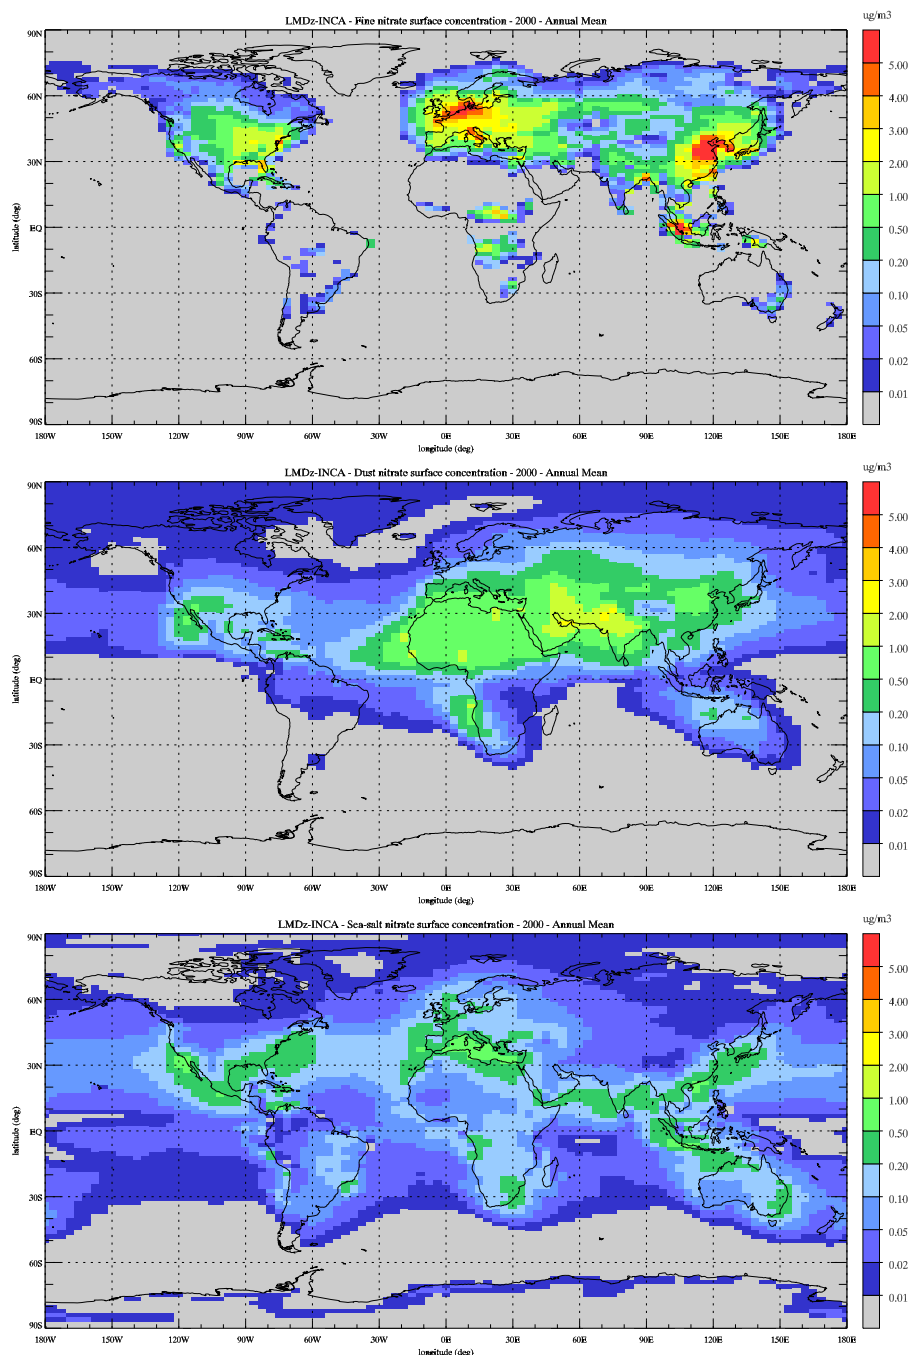 LMDz-INCA - Fine nitrate surface concentration - 2000 - Annual Mean
ug/m3
90N
60N
30N
EQ
30S
60S
90S
latitude (deg)
180W 150W 120W 90W 60W 30W 0E 30E 60E 90E 120E 150E 180E
longitude (deg)
5.00
4.00
3.00
2.00
1.00
0.50
0.20
0.10
0.05
0.02
0.01
LMDz-INCA - Dust nitrate surface concentration - 2000 - Annual Mean
ug/m3
90N
60N
30N
EQ
30S
60S
90S
latitude (deg)
180W 150W 120W 90W 60W 30W 0E 30E 60E 90E 120E 150E 180E
longitude (deg)
5.00
4.00
3.00
2.00
1.00
0.50
0.20
0.10
0.05
0.02
0.01
LMDz-INCA - Sea-salt nitrate surface concentration - 2000 - Annual Mean
ug/m3
90N
60N
30N
EQ
30S
60S
90S
latitude (deg)
180W 150W 120W 90W 60W 30W 0E 30E 60E 90E 120E 150E 180E
longitude (deg)
5.00
4.00
3.00
2.00
1.00
0.50
0.20
0.10
0.05
0.02
0.01